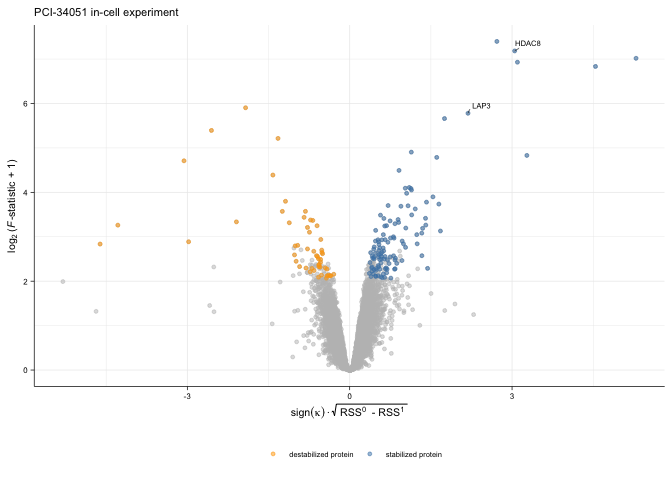 PCI-34051 in-cell experiment
HDAC8
LAP3
log₂ (F-statistic + 1)
6
4
2
0
-3
0
3
sign(κ)·√RSS⁰ - RSS¹
destabilized protein
stabilized protein